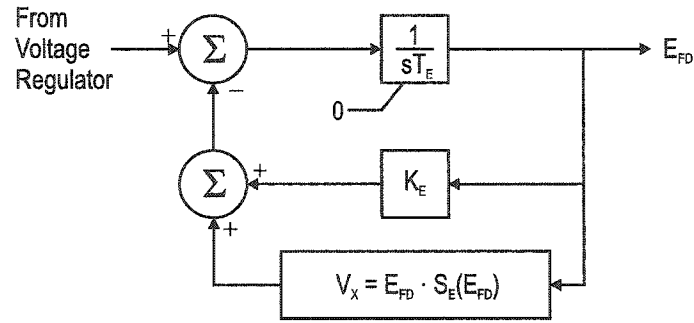 From
Voltage
Regulator
+
Σ
−
1
sT_E
0
E_FD
Σ
+
+
K_E
V_X = E_FD · S_E(E_FD)